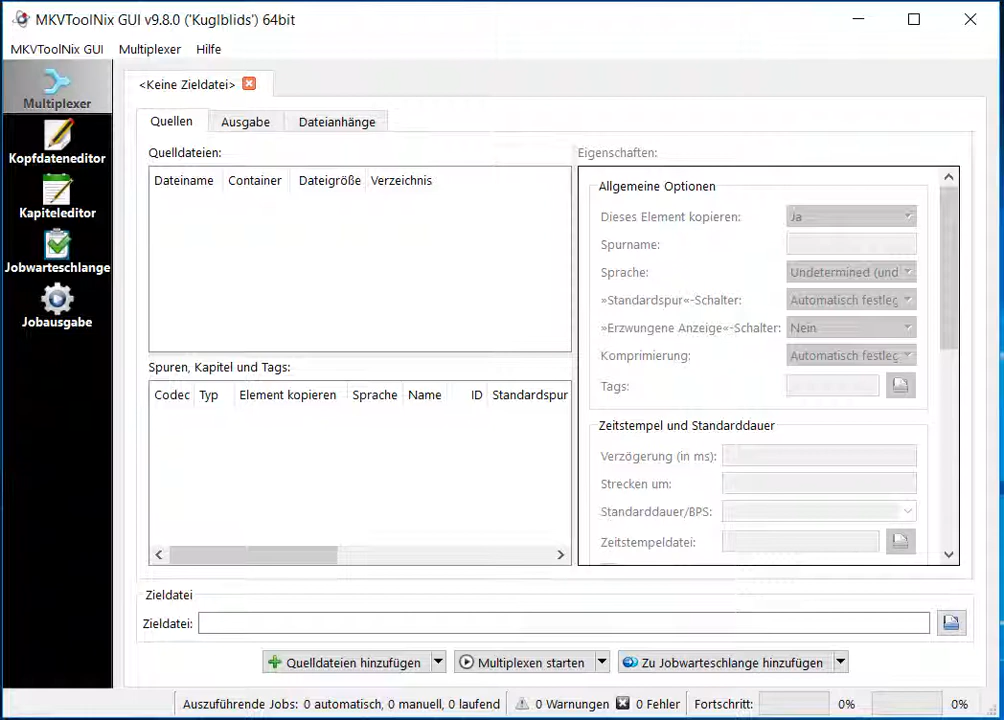 MKVToolNix GUI v9.8.0 ('Kuglblids') 64bit
MKVToolNix GUI Multiplexer Hilfe
Multiplexer
Kopfdateneditor
Kapiteleditor
Jobwarteschlange
Jobausgabe
<Keine Zieldatei>
Quellen Ausgabe Dateianhänge
Quelldateien:
Dateiname Container Dateigröße Verzeichnis
Spuren, Kapitel und Tags:
Codec Typ Element kopieren Sprache Name ID Standardspur
Eigenschaften:
Allgemeine Optionen
Dieses Element kopieren: Ja
Spurname:
Sprache: Undetermined (und
»Standardspur«-Schalter: Automatisch festleg
»Erzwungene Anzeige«-Schalter: Nein
Komprimierung: Automatisch festleg
Tags:
Zeitstempel und Standarddauer
Verzögerung (in ms):
Strecken um:
Standarddauer/BPS:
Zeitstempeldatei:
Zieldatei
Zieldatei:
Quelldateien hinzufügen Multiplexen starten Zu Jobwarteschlange hinzufügen
Auszuführende Jobs: 0 automatisch, 0 manuell, 0 laufend 0 Warnungen 0 Fehler Fortschritt: 0% 0%